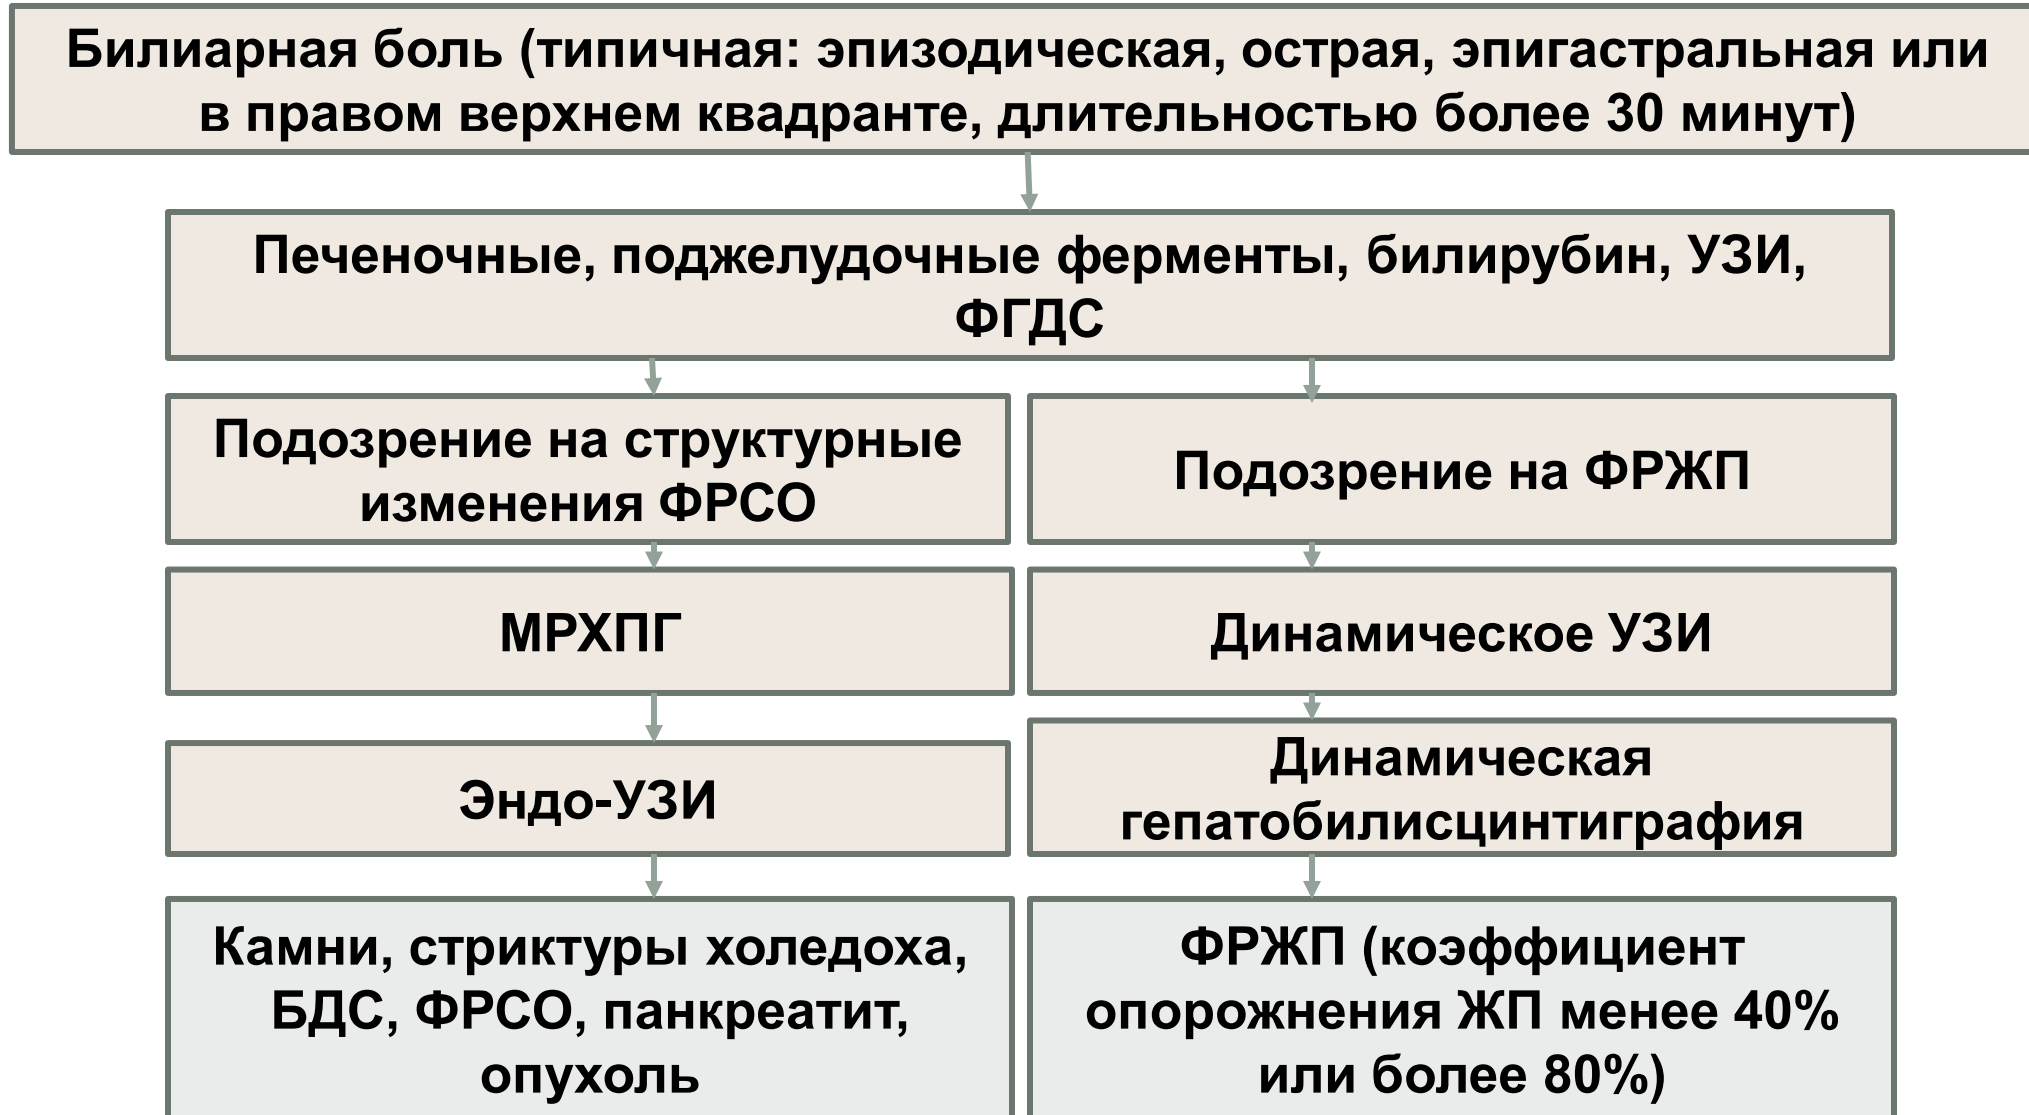 Билиарная боль (типичная: эпизодическая, острая, эпигастральная или
в правом верхнем квадранте, длительностью более 30 минут)
Печеночные, поджелудочные ферменты, билирубин, УЗИ,
ФГДС
Подозрение на структурные
изменения ФРСО
Подозрение на ФРЖП
МРХПГ
Динамическое УЗИ
Эндо-УЗИ
Динамическая
гепатобилисцинтиграфия
Камни, стриктуры холедоха,
БДС, ФРСО, панкреатит,
опухоль
ФРЖП (коэффициент
опорожнения ЖП менее 40%
или более 80%)